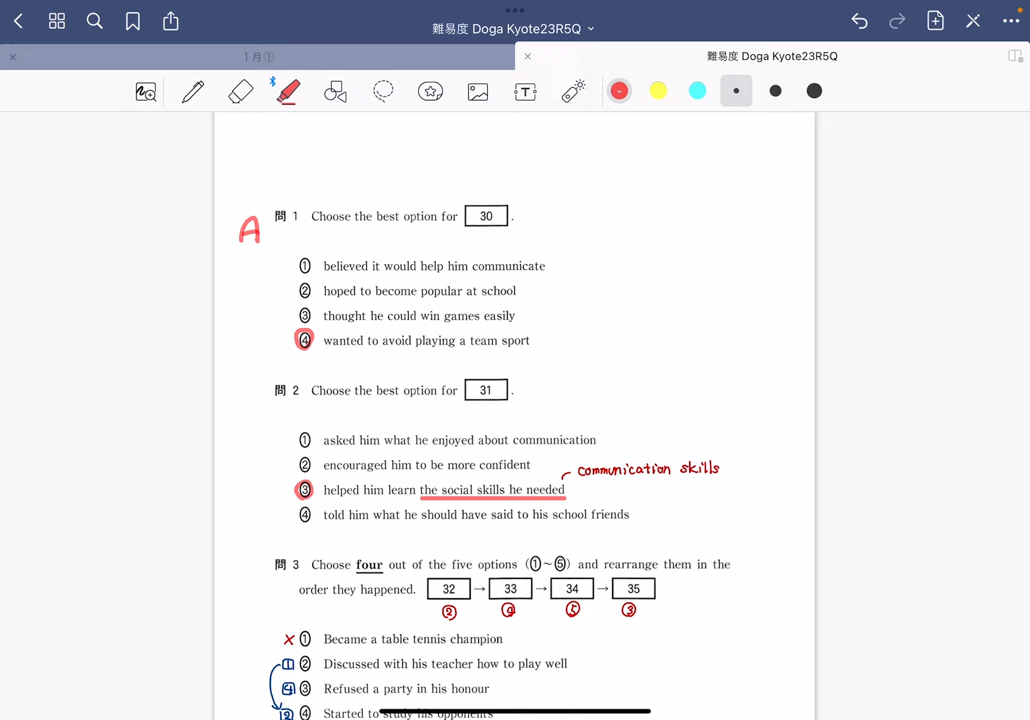 難易度 Doga Kyote23R5Q
1月①
難易度 Doga Kyote23R5Q
A
問 1 Choose the best option for 30 .
① believed it would help him communicate
② hoped to become popular at school
③ thought he could win games easily
④ wanted to avoid playing a team sport
問 2 Choose the best option for 31 .
① asked him what he enjoyed about communication
② encouraged him to be more confident
communication skills
③ helped him learn the social skills he needed
④ told him what he should have said to his school friends
問 3 Choose four out of the five options (①~⑤) and rearrange them in the
order they happened. 32 → 33 → 34 → 35
② ④ ⑤ ③
× ① Became a table tennis champion
1 ② Discussed with his teacher how to play well
4 ③ Refused a party in his honour
2 ④ Started to study his opponents